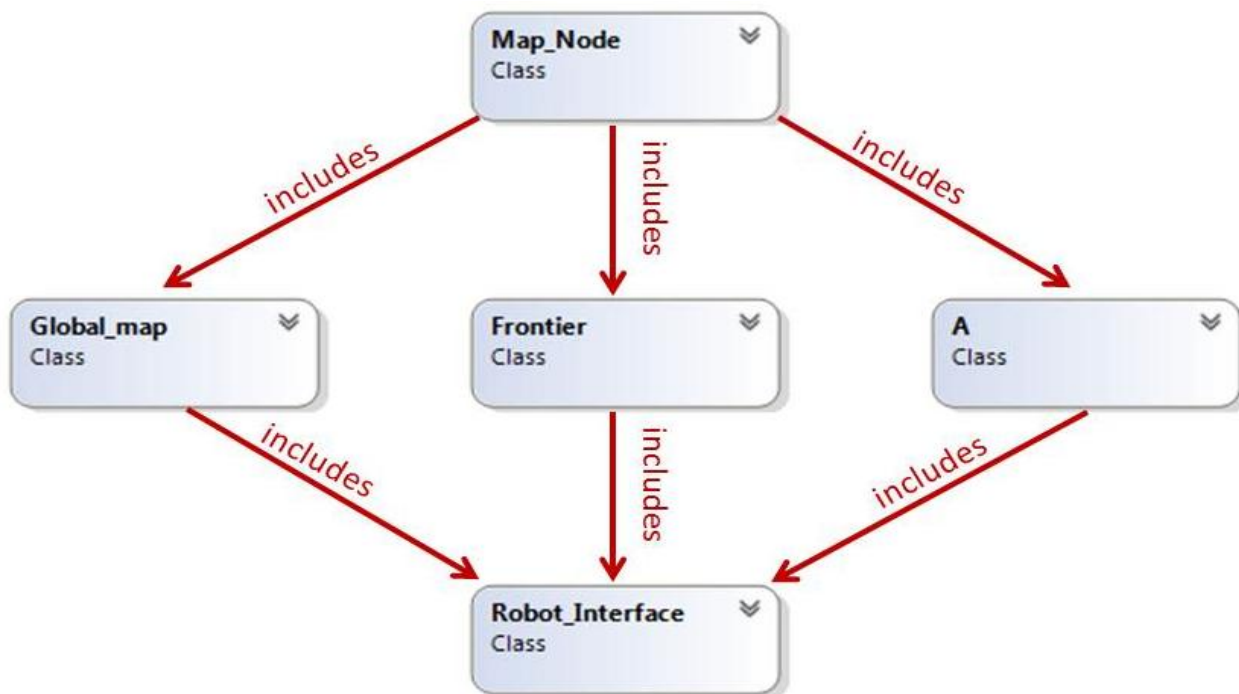 Map_Node
Class
includes
includes
includes
Global_map
Class
Frontier
Class
A
Class
includes
includes
includes
Robot_Interface
Class